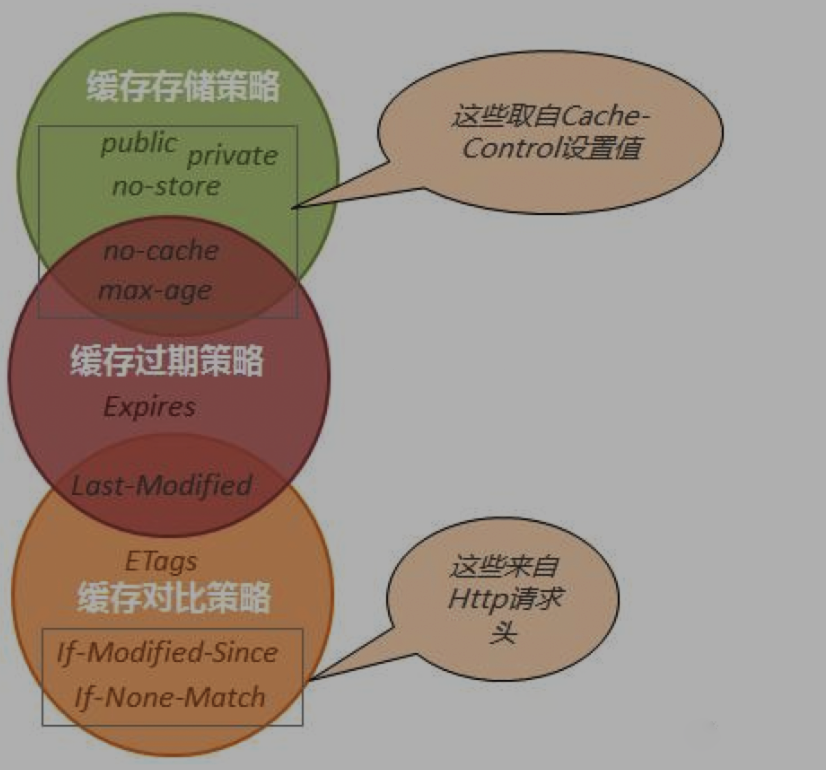 缓存存储策略
public private
no-store
no-cache
max-age
这些取自Cache-
Control设置值
缓存过期策略
Expires
Last-Modified
ETags
缓存对比策略
If-Modified-Since
If-None-Match
这些来自
Http请求
头